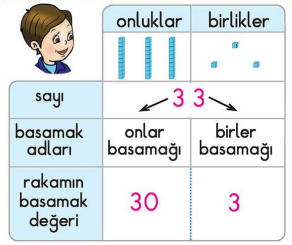 onluklar birlikler
sayı 3 3
basamak adları onlar basamağı birler basamağı
rakamın basamak değeri 30 3